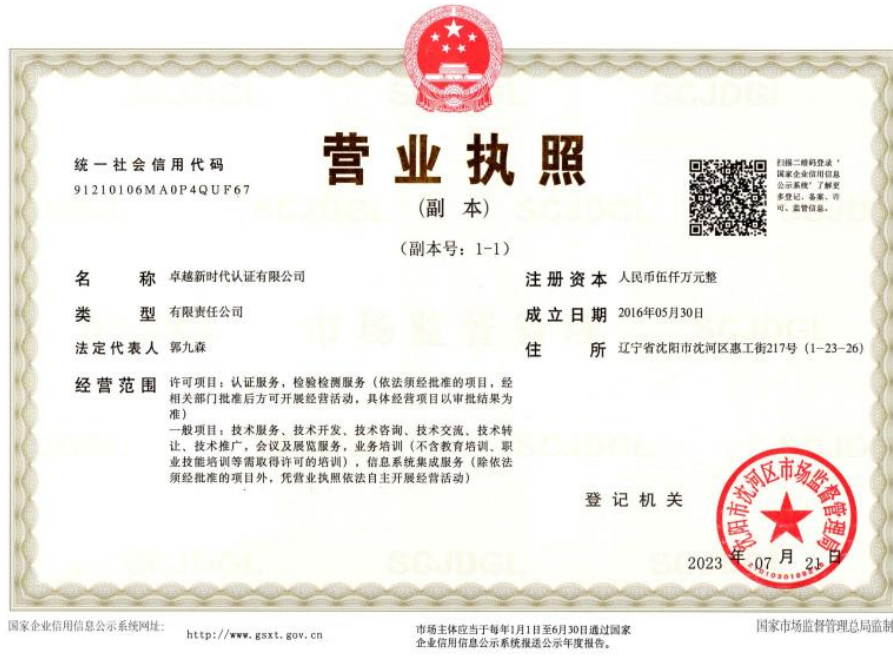 营业执照
(副 本)
（副本号：1-1）
统一社会信用代码
91210106MA0P4QUF67
扫描二维码登录'
国家企业信用信息
公示系统'了解更
多登记、备案、许
可、监管信息。
名 称 卓越新时代认证有限公司
类 型 有限责任公司
法定代表人 郭九森
经营范围 许可项目：认证服务，检验检测服务（依法须经批准的项目，经
相关部门批准后方可开展经营活动，具体经营项目以审批结果为
准）
一般项目：技术服务、技术开发、技术咨询、技术交流、技术转
让、技术推广，会议及展览服务，业务培训（不含教育培训、职
业技能培训等需取得许可的培训），信息系统集成服务（除依法
须经批准的项目外，凭营业执照依法自主开展经营活动）
注册资本 人民币伍仟万元整
成立日期 2016年05月30日
住 所 辽宁省沈阳市沈河区惠工街217号（1-23-26）
登记机关
沈阳市沈河区市场监督管理局
2023 年 07 月 21 日
国家企业信用信息公示系统网址：
http://www.gsxt.gov.cn
市场主体应当于每年1月1日至6月30日通过国家
企业信用信息公示系统报送公示年度报告。
国家市场监督管理总局监制